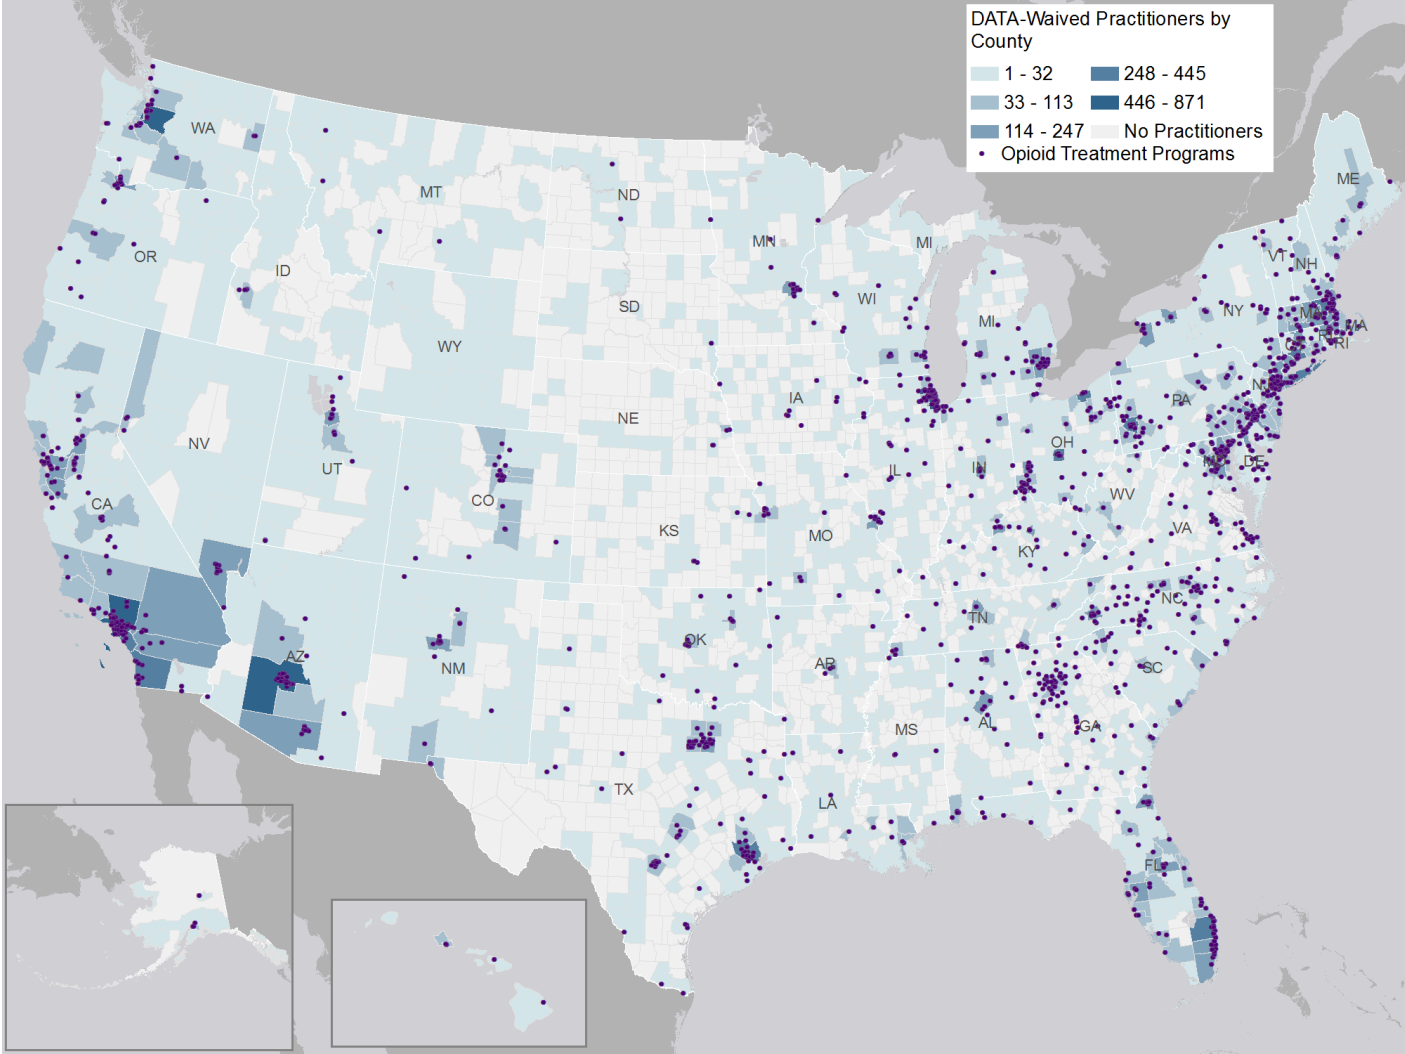 DATA-Waived Practitioners by
County
1 - 32
248 - 445
33 - 113
446 - 871
114 - 247
No Practitioners
Opioid Treatment Programs
WA
MT
ND
MN
MI
ME
OR
ID
SD
WI
MI
VT
NH
NY
MA
RI
WY
NV
UT
CO
NE
IA
IL
IN
OH
PA
DE
WV
VA
CA
KS
MO
KY
NC
TN
AZ
NM
OK
AR
SC
MS
AL
GA
TX
LA
FL